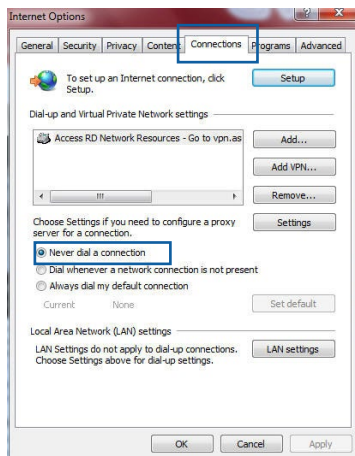 Internet Options
General Security Privacy Content Connections Programs Advanced
To set up an Internet connection, click
Setup.
Setup
Dial-up and Virtual Private Network settings
Access RD Network Resources - Go to vpn.as
Add...
Add VPN...
Remove...
Choose Settings if you need to configure a proxy
server for a connection.
Settings
Never dial a connection
Dial whenever a network connection is not present
Always dial my default connection
Current None
Set default
Local Area Network (LAN) settings
LAN Settings do not apply to dial-up connections.
Choose Settings above for dial-up settings.
LAN settings
OK Cancel Apply